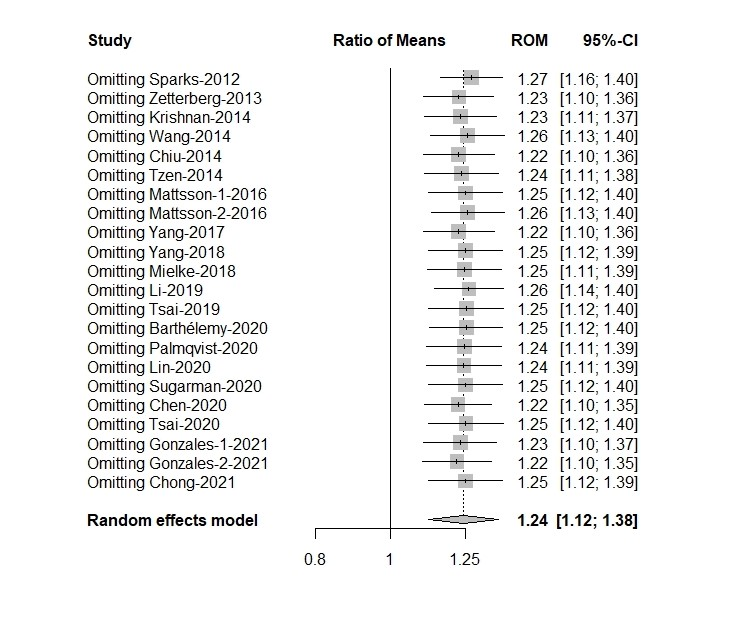 Study Ratio of Means ROM 95%-CI
Omitting Sparks-2012 1.27 [1.16; 1.40]
Omitting Zetterberg-2013 1.23 [1.10; 1.36]
Omitting Krishnan-2014 1.23 [1.11; 1.37]
Omitting Wang-2014 1.26 [1.13; 1.40]
Omitting Chiu-2014 1.22 [1.10; 1.36]
Omitting Tzen-2014 1.24 [1.11; 1.38]
Omitting Mattsson-1-2016 1.25 [1.12; 1.40]
Omitting Mattsson-2-2016 1.26 [1.13; 1.40]
Omitting Yang-2017 1.22 [1.10; 1.36]
Omitting Yang-2018 1.25 [1.12; 1.39]
Omitting Mielke-2018 1.25 [1.11; 1.39]
Omitting Li-2019 1.26 [1.14; 1.40]
Omitting Tsai-2019 1.25 [1.12; 1.40]
Omitting Barthélemy-2020 1.25 [1.12; 1.40]
Omitting Palmqvist-2020 1.24 [1.11; 1.39]
Omitting Lin-2020 1.24 [1.11; 1.39]
Omitting Sugarman-2020 1.25 [1.12; 1.40]
Omitting Chen-2020 1.22 [1.10; 1.35]
Omitting Tsai-2020 1.25 [1.12; 1.40]
Omitting Gonzales-1-2021 1.23 [1.10; 1.37]
Omitting Gonzales-2-2021 1.22 [1.10; 1.35]
Omitting Chong-2021 1.25 [1.12; 1.39]
Random effects model 1.24 [1.12; 1.38]
0.8 1 1.25